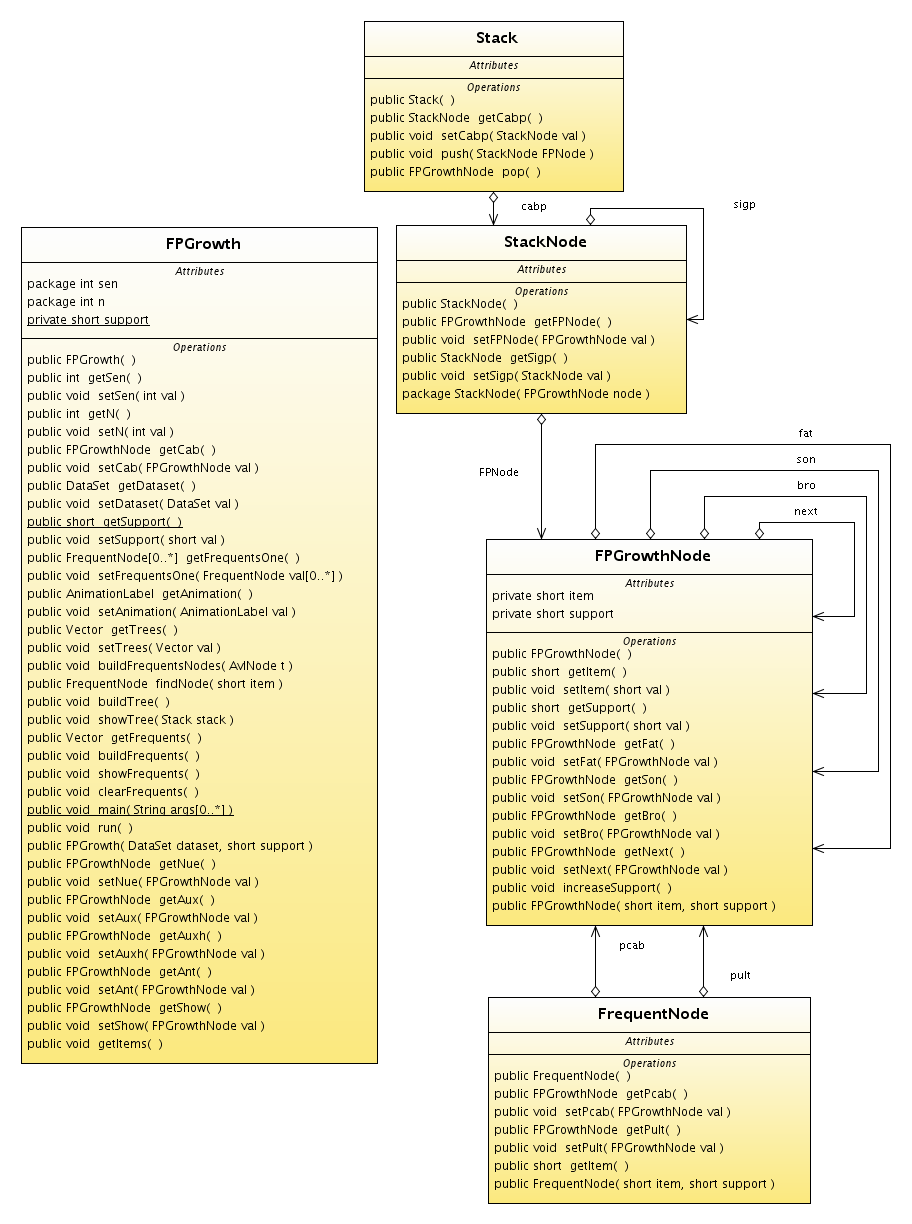 Stack
Attributes
Operations
public Stack( )
public StackNode getCabp( )
public void setCabp( StackNode val )
public void push( StackNode FPNode )
public FPGrowthNode pop( )
cabp
sigp
StackNode
Attributes
Operations
public StackNode( )
public FPGrowthNode getFPNode( )
public void setFPNode( FPGrowthNode val )
public StackNode getSigp( )
public void setSigp( StackNode val )
package StackNode( FPGrowthNode node )
FPGrowth
Attributes
package int sen
package int n
private short support
Operations
public FPGrowth( )
public int getSen( )
public void setSen( int val )
public int getN( )
public void setN( int val )
public FPGrowthNode getCab( )
public void setCab( FPGrowthNode val )
public DataSet getDataset( )
public void setDataset( DataSet val )
public short getSupport( )
public void setSupport( short val )
public FrequentNode[0..*] getFrequentsOne( )
public void setFrequentsOne( FrequentNode val[0..*] )
public AnimationLabel getAnimation( )
public void setAnimation( AnimationLabel val )
public Vector getTrees( )
public void setTrees( Vector val )
public void buildFrequentsNodes( AvlNode t )
public FrequentNode findNode( short item )
public void buildTree( )
public void showTree( Stack stack )
public Vector getFrequents( )
public void buildFrequents( )
public void showFrequents( )
public void clearFrequents( )
public void main( String args[0..*] )
public void run( )
public FPGrowth( DataSet dataset, short support )
public FPGrowthNode getNue( )
public void setNue( FPGrowthNode val )
public FPGrowthNode getAux( )
public void setAux( FPGrowthNode val )
public FPGrowthNode getAuxh( )
public void setAuxh( FPGrowthNode val )
public FPGrowthNode getAnt( )
public void setAnt( FPGrowthNode val )
public FPGrowthNode getShow( )
public void setShow( FPGrowthNode val )
public void getItems( )
FPNode
fat
son
bro
next
FPGrowthNode
Attributes
private short item
private short support
Operations
public FPGrowthNode( )
public short getItem( )
public void setItem( short val )
public short getSupport( )
public void setSupport( short val )
public FPGrowthNode getFat( )
public void setFat( FPGrowthNode val )
public FPGrowthNode getSon( )
public void setSon( FPGrowthNode val )
public FPGrowthNode getBro( )
public void setBro( FPGrowthNode val )
public FPGrowthNode getNext( )
public void setNext( FPGrowthNode val )
public void increaseSupport( )
public FPGrowthNode( short item, short support )
pcab
pult
FrequentNode
Attributes
Operations
public FrequentNode( )
public FPGrowthNode getPcab( )
public void setPcab( FPGrowthNode val )
public FPGrowthNode getPult( )
public void setPult( FPGrowthNode val )
public short getItem( )
public FrequentNode( short item, short support )